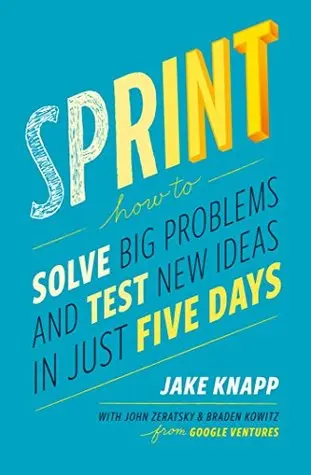 SPRINT
how to
SOLVE BIG PROBLEMS
AND TEST NEW IDEAS
IN JUST FIVE DAYS
JAKE KNAPP
WITH JOHN ZERATSKY & BRADEN KOWITZ
from GOOGLE VENTURES